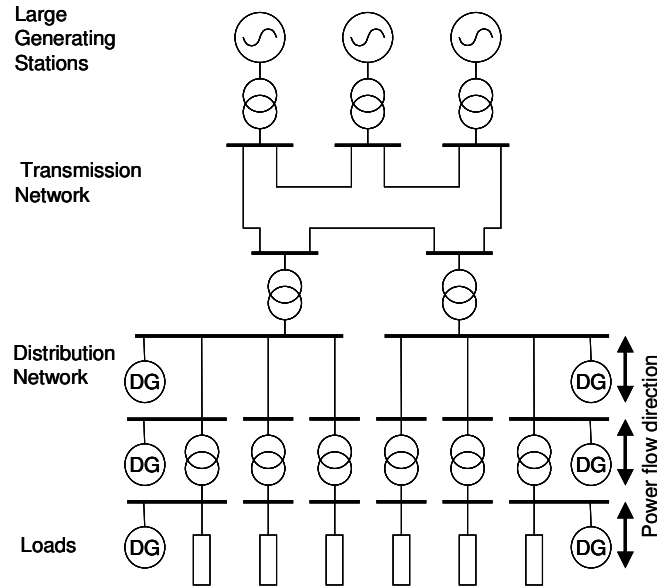 Large
Generating
Stations
Transmission
Network
Distribution
Network
DG
DG
DG
DG
Loads
DG
DG
Power flow direction